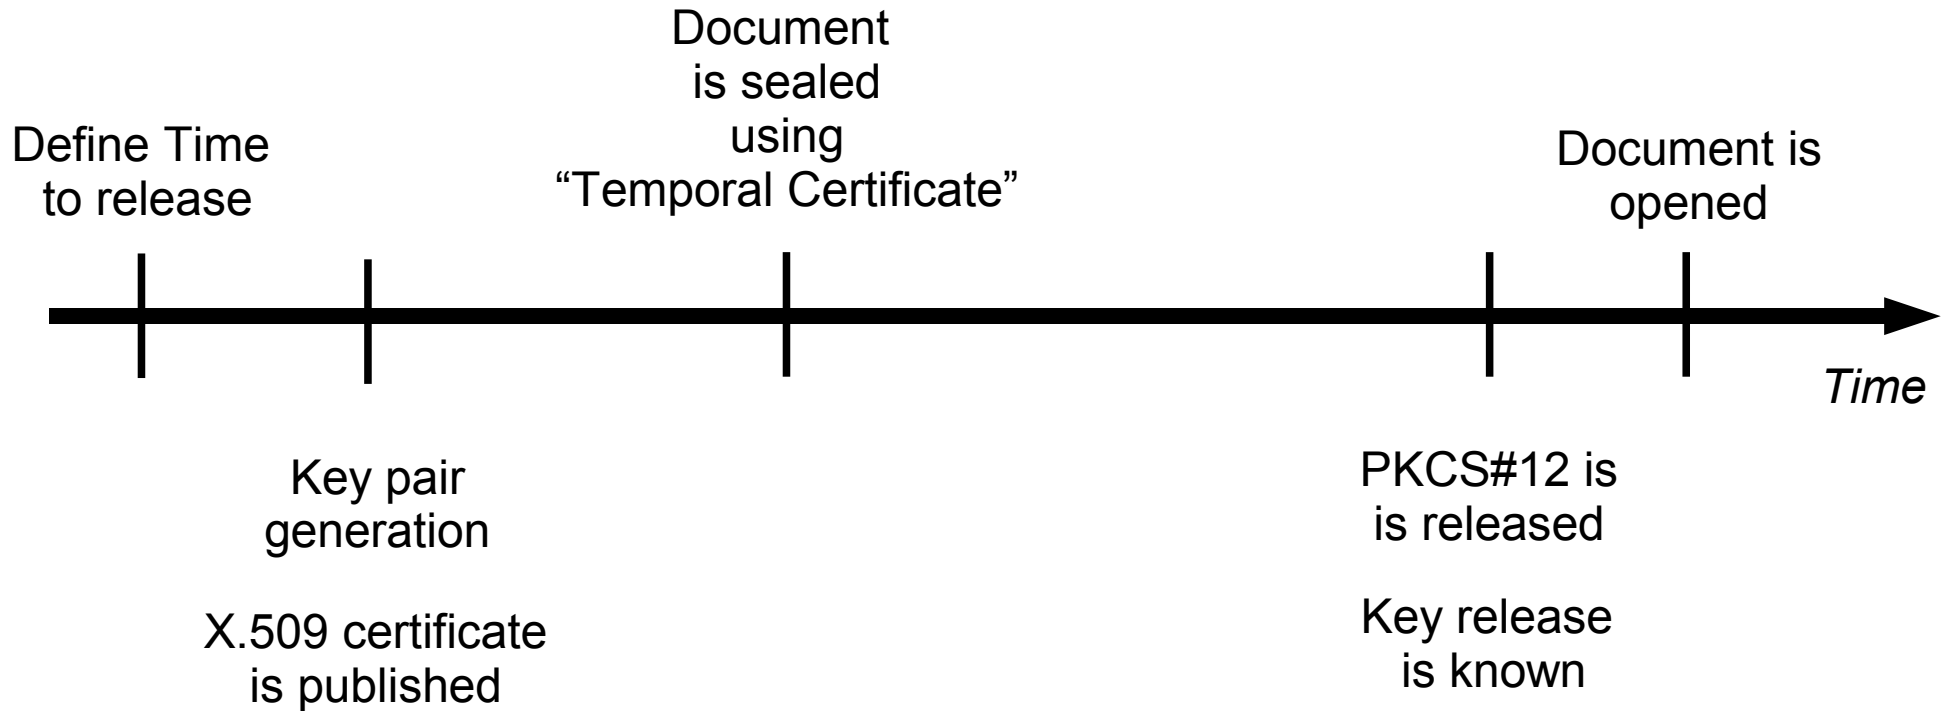 Document
is sealed
using
“Temporal Certificate”
Define Time
to release
Document is
opened
Time
Key pair
generation
X.509 certificate
is published
PKCS#12 is
is released
Key release
is known